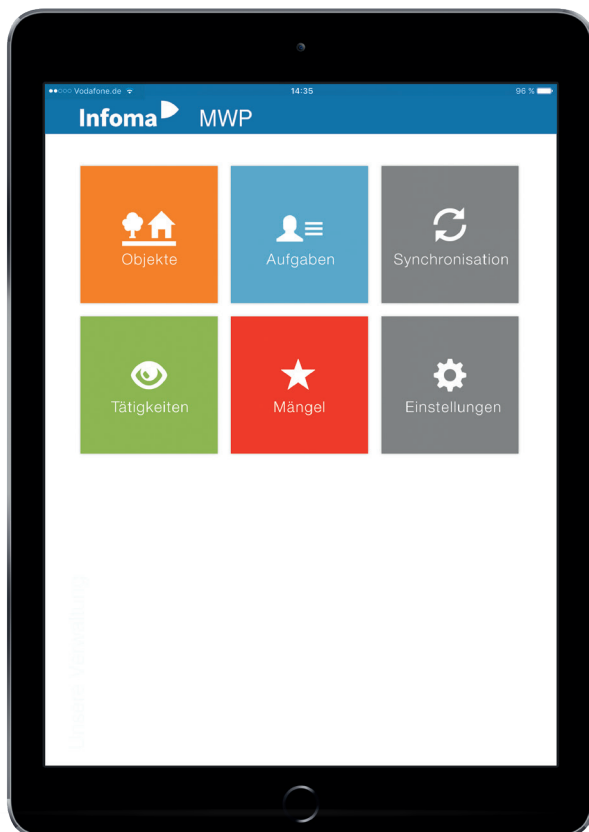 Vodafone.de
14:35
96 %
Infoma MWP
Objekte
Aufgaben
Synchronisation
Tätigkeiten
Mängel
Einstellungen